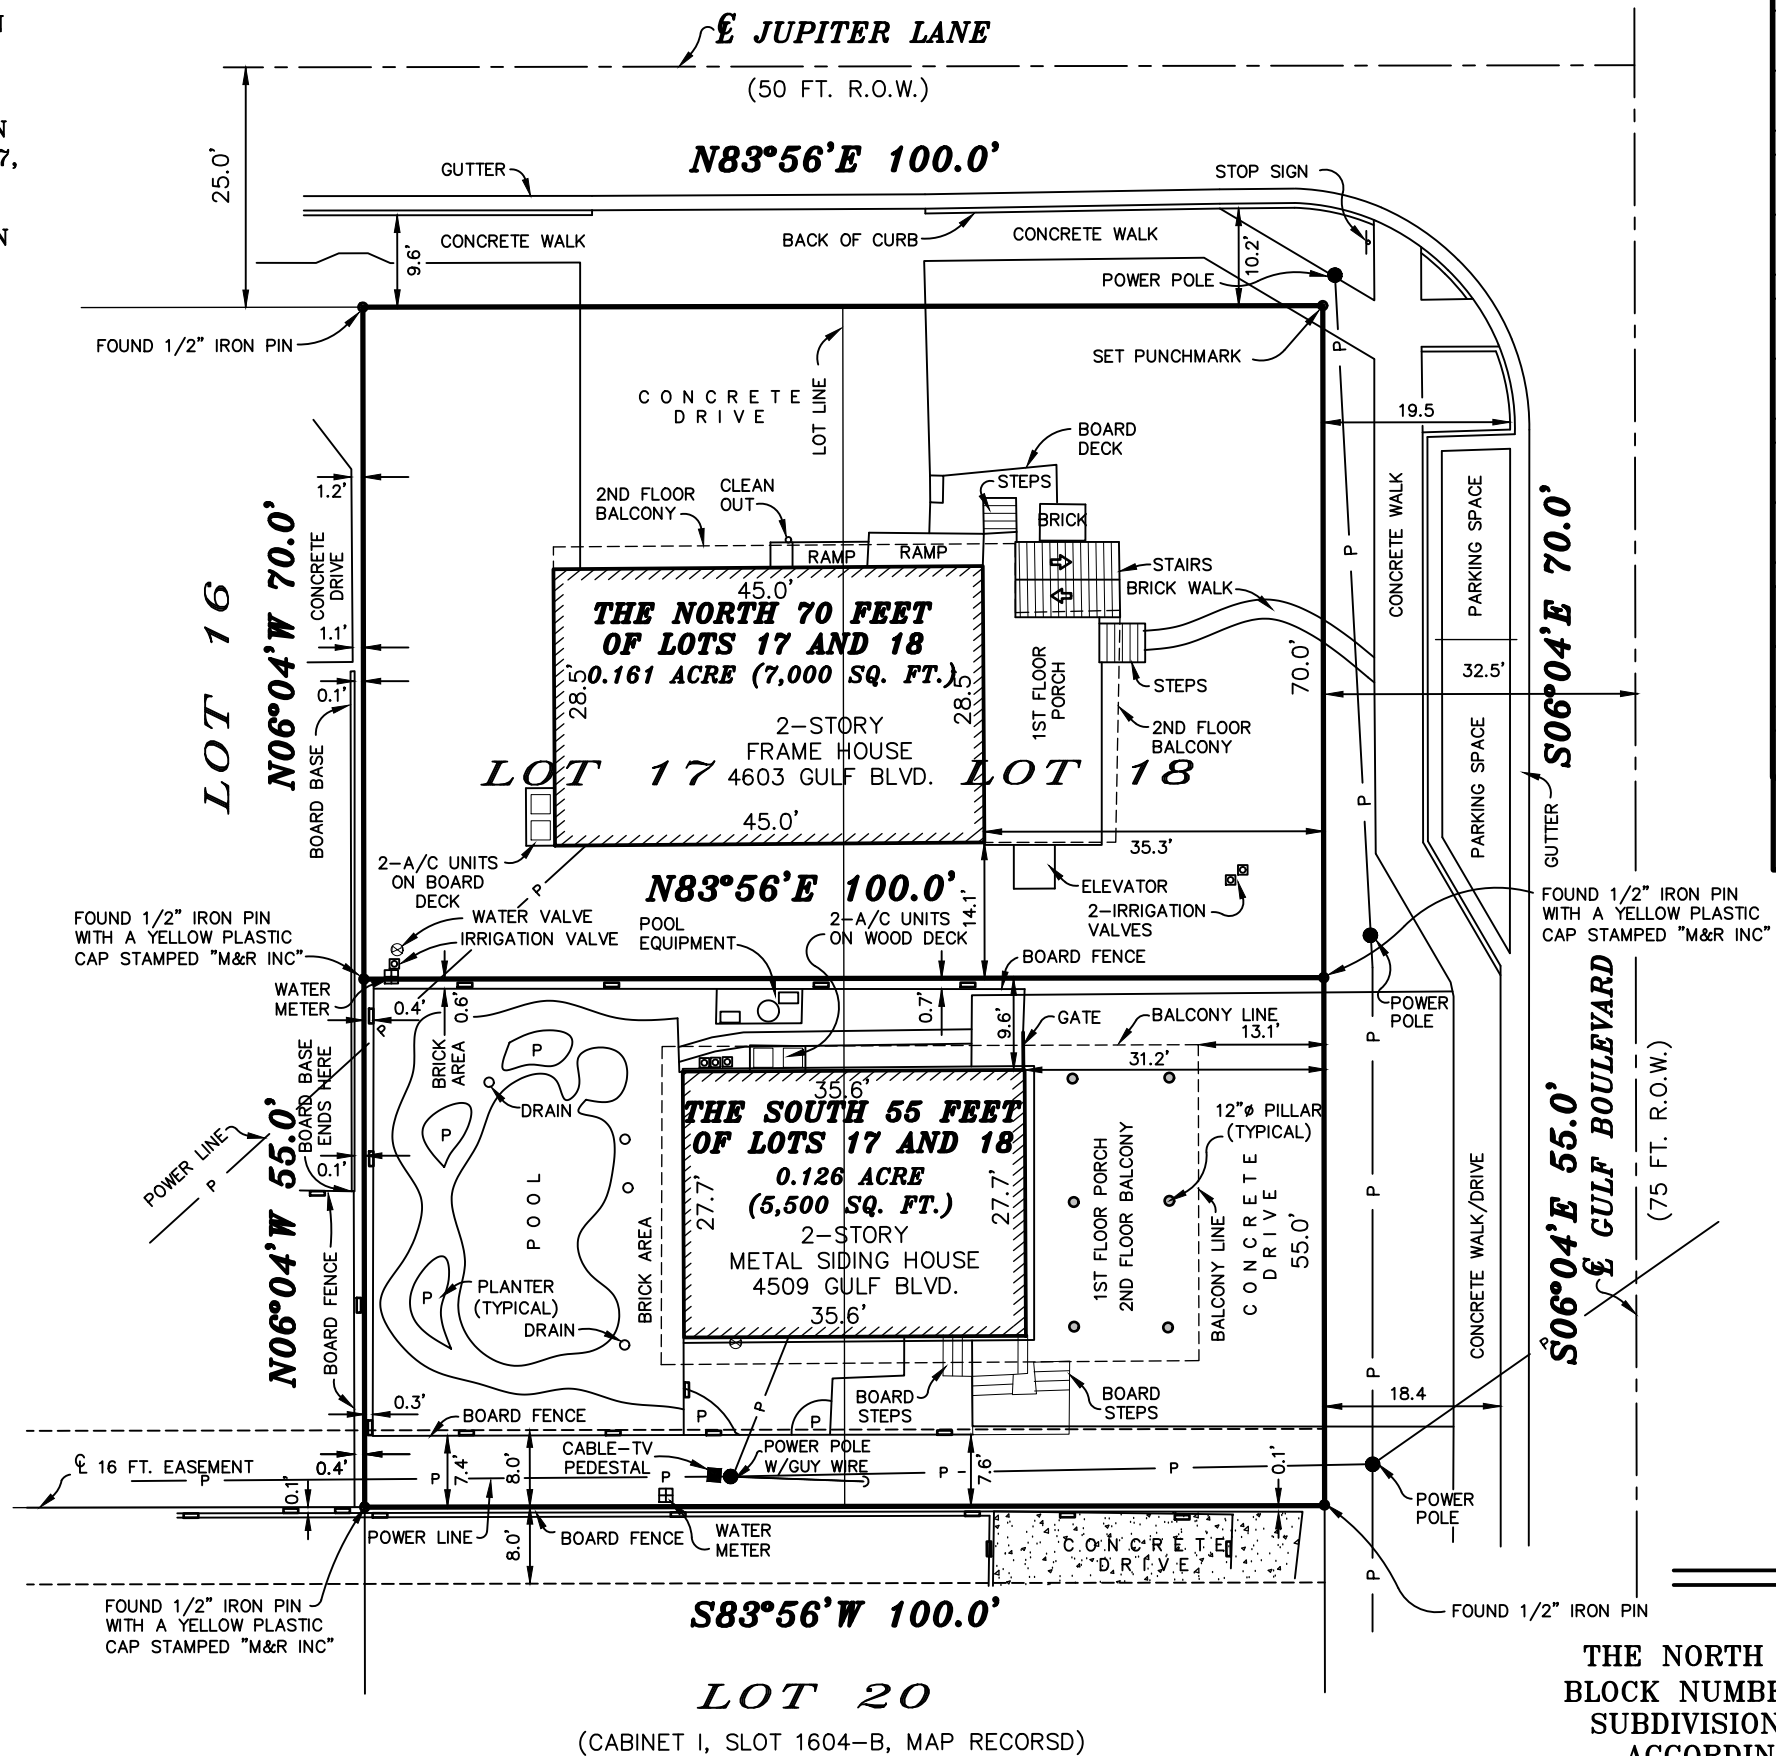 ℄ JUPITER LANE
(50 FT. R.O.W.)
N
N
7,
N
25.0'
N83°56'E 100.0'
GUTTER
STOP SIGN
CONCRETE WALK
BACK OF CURB
CONCRETE WALK
9.6'
10.2'
POWER POLE
FOUND 1/2" IRON PIN
SET PUNCHMARK
P
CONCRETE
DRIVE
LOT LINE
19.5
BOARD
DECK
STEPS
1.2'
2ND FLOOR
BALCONY
CLEAN
OUT
BRICK
RAMP
RAMP
STAIRS
BRICK WALK
P
CONCRETE WALK
PARKING SPACE
S06°04'E 70.0'
N06°04'W 70.0'
CONCRETE
DRIVE
1.1'
LOT 16
45.0'
THE NORTH 70 FEET
OF LOTS 17 AND 18
0.161 ACRE (7,000 SQ. FT.)
28.5'
28.5'
1ST FLOOR
PORCH
70.0'
STEPS
32.5'
0.1'
BOARD BASE
2-STORY
FRAME HOUSE
4603 GULF BLVD.
2ND FLOOR
BALCONY
LOT 17
LOT 18
PARKING SPACE
P
GUTTER
45.0'
35.3'
2-A/C UNITS
ON BOARD
DECK
P
N83°56'E 100.0'
14.1'
ELEVATOR
2-IRRIGATION
VALVES
FOUND 1/2" IRON PIN
WITH A YELLOW PLASTIC
CAP STAMPED "M&R INC"
FOUND 1/2" IRON PIN
WITH A YELLOW PLASTIC
CAP STAMPED "M&R INC"
WATER VALVE
IRRIGATION VALVE
POOL
EQUIPMENT
2-A/C UNITS
ON WOOD DECK
BOARD FENCE
WATER
METER
0.4'
0.6'
0.7'
9.6'
GATE
BALCONY LINE
13.1'
POWER
POLE
P
P
BRICK
AREA
31.2'
P
DRAIN
BOARD BASE
ENDS HERE
0.1'
35.6'
THE SOUTH 55 FEET
OF LOTS 17 AND 18
0.126 ACRE
(5,500 SQ. FT.)
27.7'
27.7'
2-STORY
METAL SIDING HOUSE
4509 GULF BLVD.
35.6'
12"ø PILLAR
(TYPICAL)
P
POOL
BRICK AREA
1ST FLOOR PORCH
2ND FLOOR BALCONY
BALCONY LINE
CONCRETE
DRIVE
55.0'
P
CONCRETE WALK/DRIVE
S06°04'E 55.0'
℄ GULF BOULEVARD
(75 FT. R.O.W.)
POWER LINE
P
N06°04'W 55.0'
BOARD FENCE
P
PLANTER
(TYPICAL)
DRAIN
P
P
0.3'
BOARD FENCE
P
P
P
BOARD
STEPS
BOARD
STEPS
18.4
℄ 16 FT. EASEMENT
P
0.4'
P
7.4'
8.0'
CABLE-TV
PEDESTAL
P
POWER POLE
W/GUY WIRE
P
7.6'
P
0.1'
0.1'
POWER
POLE
POWER LINE
8.0'
BOARD FENCE
WATER
METER
CONCRETE
DRIVE
P
FOUND 1/2" IRON PIN
WITH A YELLOW PLASTIC
CAP STAMPED "M&R INC"
S83°56'W 100.0'
FOUND 1/2" IRON PIN
LOT 20
(CABINET I, SLOT 1604-B, MAP RECORSD)
THE NORTH
BLOCK NUMBE
SUBDIVISION
ACCORDIN